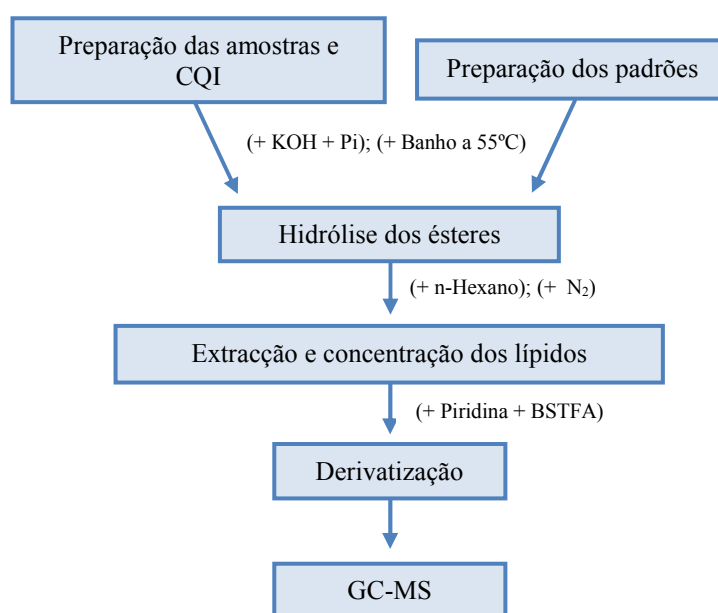 Preparação das amostras e
CQI
Preparação dos padrões
(+ KOH + Pi); (+ Banho a 55ºC)
Hidrólise dos ésteres
(+ n-Hexano); (+ N₂)
Extracção e concentração dos lípidos
(+ Piridina + BSTFA)
Derivatização
GC-MS